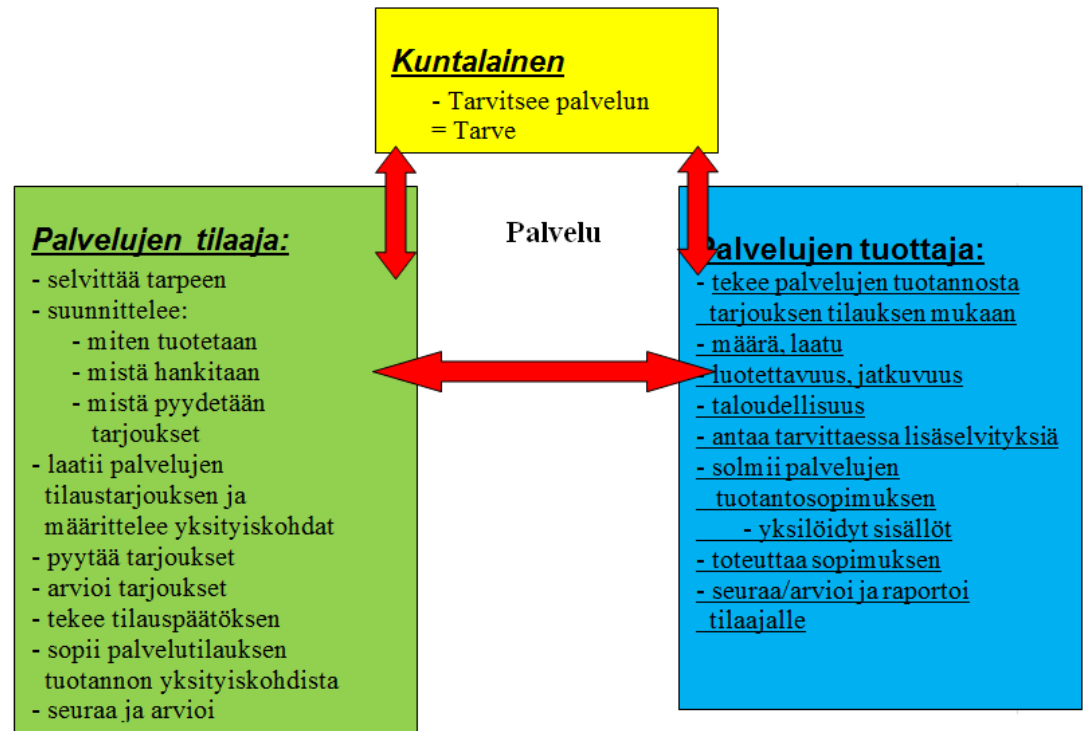 Kuntalainen
- Tarvitsee palvelun
= Tarve
Palvelu
Palvelujen tilaaja:
- selvittää tarpeen
- suunnittelee:
- miten tuotetaan
- mistä hankitaan
- mistä pyydetään
tarjoukset
- laatii palvelujen
tilaustarjouksen ja
määrittelee yksityiskohdat
- pyytää tarjoukset
- arvioi tarjoukset
- tekee tilauspäätöksen
- sopii palvelutilauksen
tuotannon yksityiskohdista
- seuraa ja arvioi
Palvelujen tuottaja:
- tekee palvelujen tuotannosta
tarjouksen tilauksen mukaan
- määrä, laatu
- luotettavuus, jatkuvuus
- taloudellisuus
- antaa tarvittaessa lisäselvityksiä
- solmii palvelujen
tuotantosopimuksen
- yksilöidyt sisällöt
- toteuttaa sopimuksen
- seuraa/arvioi ja raportoi
tilaajalle